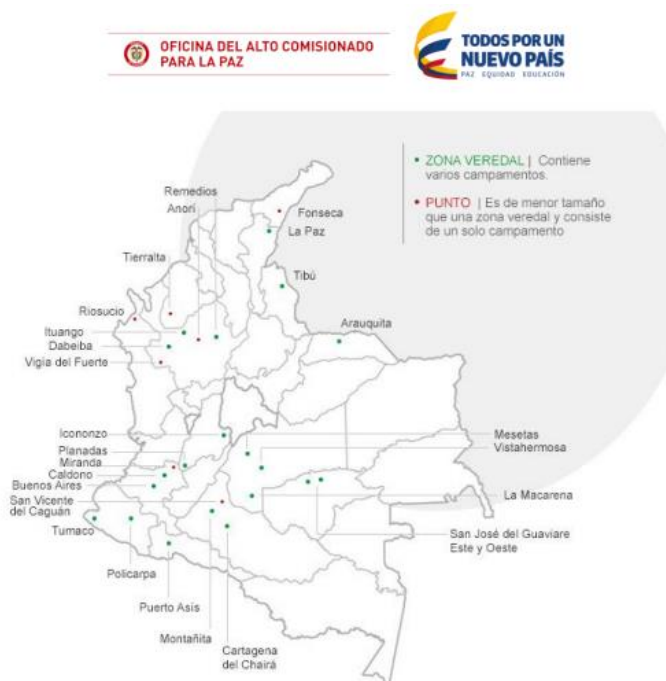 OFICINA DEL ALTO COMISIONADO
PARA LA PAZ
TODOS POR UN
NUEVO PAÍS
PAZ EQUIDAD EDUCACIÓN
ZONA VEREDAL | Contiene
varios campamentos.
PUNTO | Es de menor tamaño
que una zona veredal y consiste
de un solo campamento
Remedios
Anorí
Fonseca
La Paz
Tierralta
Tibú
Riosucio
Arauquita
Ituango
Dabeiba
Vigía del Fuerte
Icononzo
Mesetas
Planadas
Vistahermosa
Miranda
Caldono
Buenos Aires
La Macarena
San Vicente
del Caguán
Tumaco
San José del Guaviare
Este y Oeste
Policarpa
Puerto Asís
Montañita
Cartagena
del Chairá